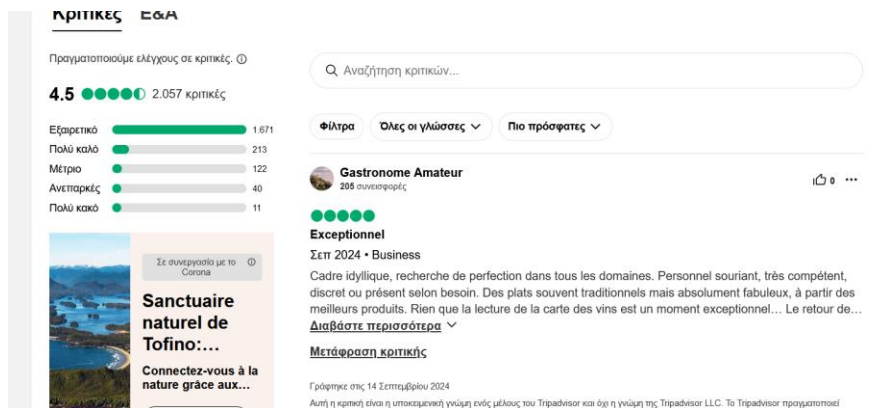 Κριτικές E&A
Πραγματοποιούμε ελέγχους σε κριτικές.
4.5 2.057 κριτικές
Εξαιρετικό 1.671
Πολύ καλό 213
Μέτριο 122
Ανεπαρκές 40
Πολύ κακό 11
Σε συνεργασία με το
Corona
Sanctuaire
naturel de
Tofino:…
Connectez-vous à la
nature grâce aux…
Αναζήτηση κριτικών...
Φίλτρα Όλες οι γλώσσες Πιο πρόσφατες
Gastronome Amateur
205 συνεισφορές
0
Exceptionnel
Σεπ 2024 • Business
Cadre idyllique, recherche de perfection dans tous les domaines. Personnel souriant, très compétent,
discret ou présent selon besoin. Des plats souvent traditionnels mais absolument fabuleux, à partir des
meilleurs produits. Rien que la lecture de la carte des vins est un moment exceptionnel… Le retour de…
Διαβάστε περισσότερα
Μετάφραση κριτικής
Γράφτηκε στις 14 Σεπτεμβρίου 2024
Αυτή η κριτική είναι η υποκειμενική γνώμη ενός μέλους του Tripadvisor και όχι η γνώμη της Tripadvisor LLC. Το Tripadvisor πραγματοποιεί